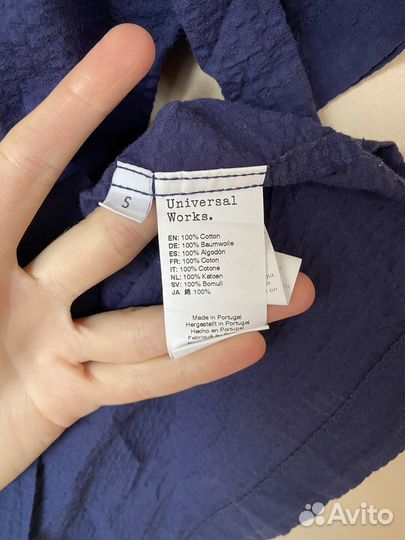 S
Universal
Works.
EN: 100% Cotton
DE: 100% Baumwolle
ES: 100% Algodón
FR: 100% Coton
IT: 100% Cotone
NL: 100% Katoen
SV: 100% Bomull
JA: 綿 100%
Made in Portugal
Hergestellt in Portugal
Hecho en Portugal
Fabriqué
Avito